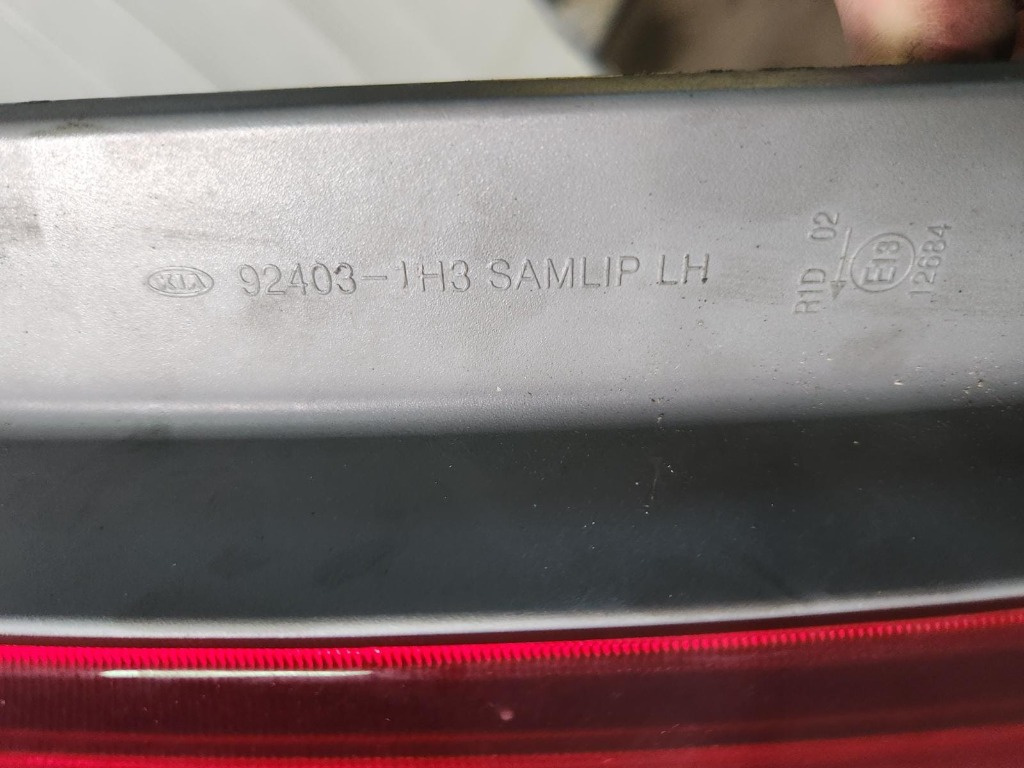 KIA 92403-1H3 SAMLIP LH
R1D 02
E13
12684